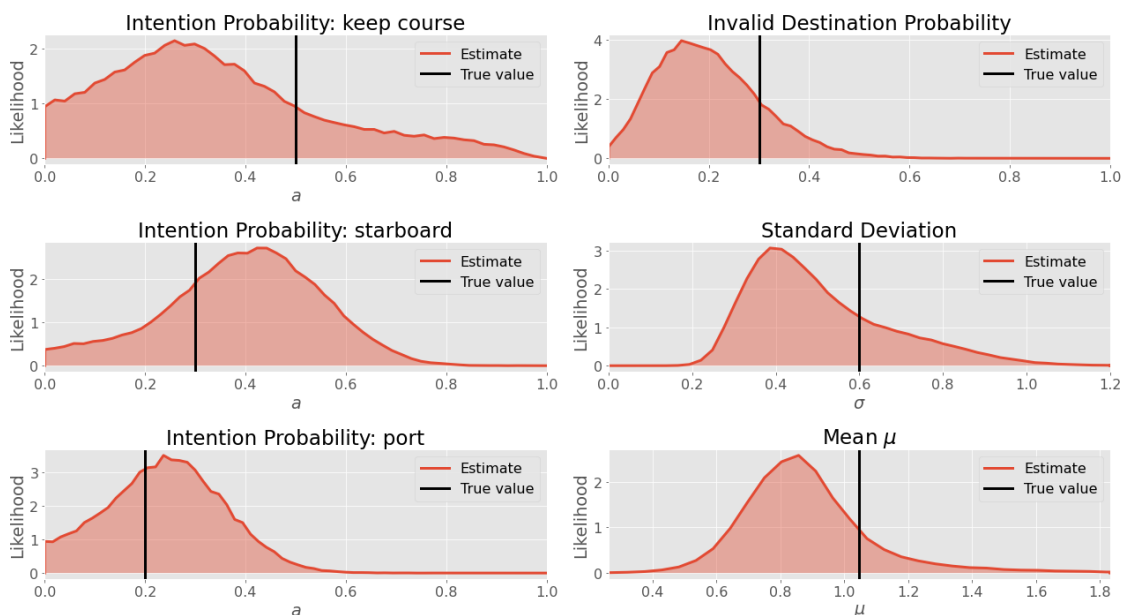 Intention Probability: keep course
Likelihood
2
1
0
Estimate
True value
0.0 0.2 0.4 0.6 0.8 1.0
a
Invalid Destination Probability
Likelihood
4
2
0
Estimate
True value
0.0 0.2 0.4 0.6 0.8 1.0
Intention Probability: starboard
Likelihood
2
1
0
Estimate
True value
0.0 0.2 0.4 0.6 0.8 1.0
a
Standard Deviation
Likelihood
3
2
1
0
Estimate
True value
0.0 0.2 0.4 0.6 0.8 1.0 1.2
σ
Intention Probability: port
Likelihood
3
2
1
0
Estimate
True value
0.0 0.2 0.4 0.6 0.8 1.0
a
Mean μ
Likelihood
2
1
0
Estimate
True value
0.4 0.6 0.8 1.0 1.2 1.4 1.6 1.8
μ